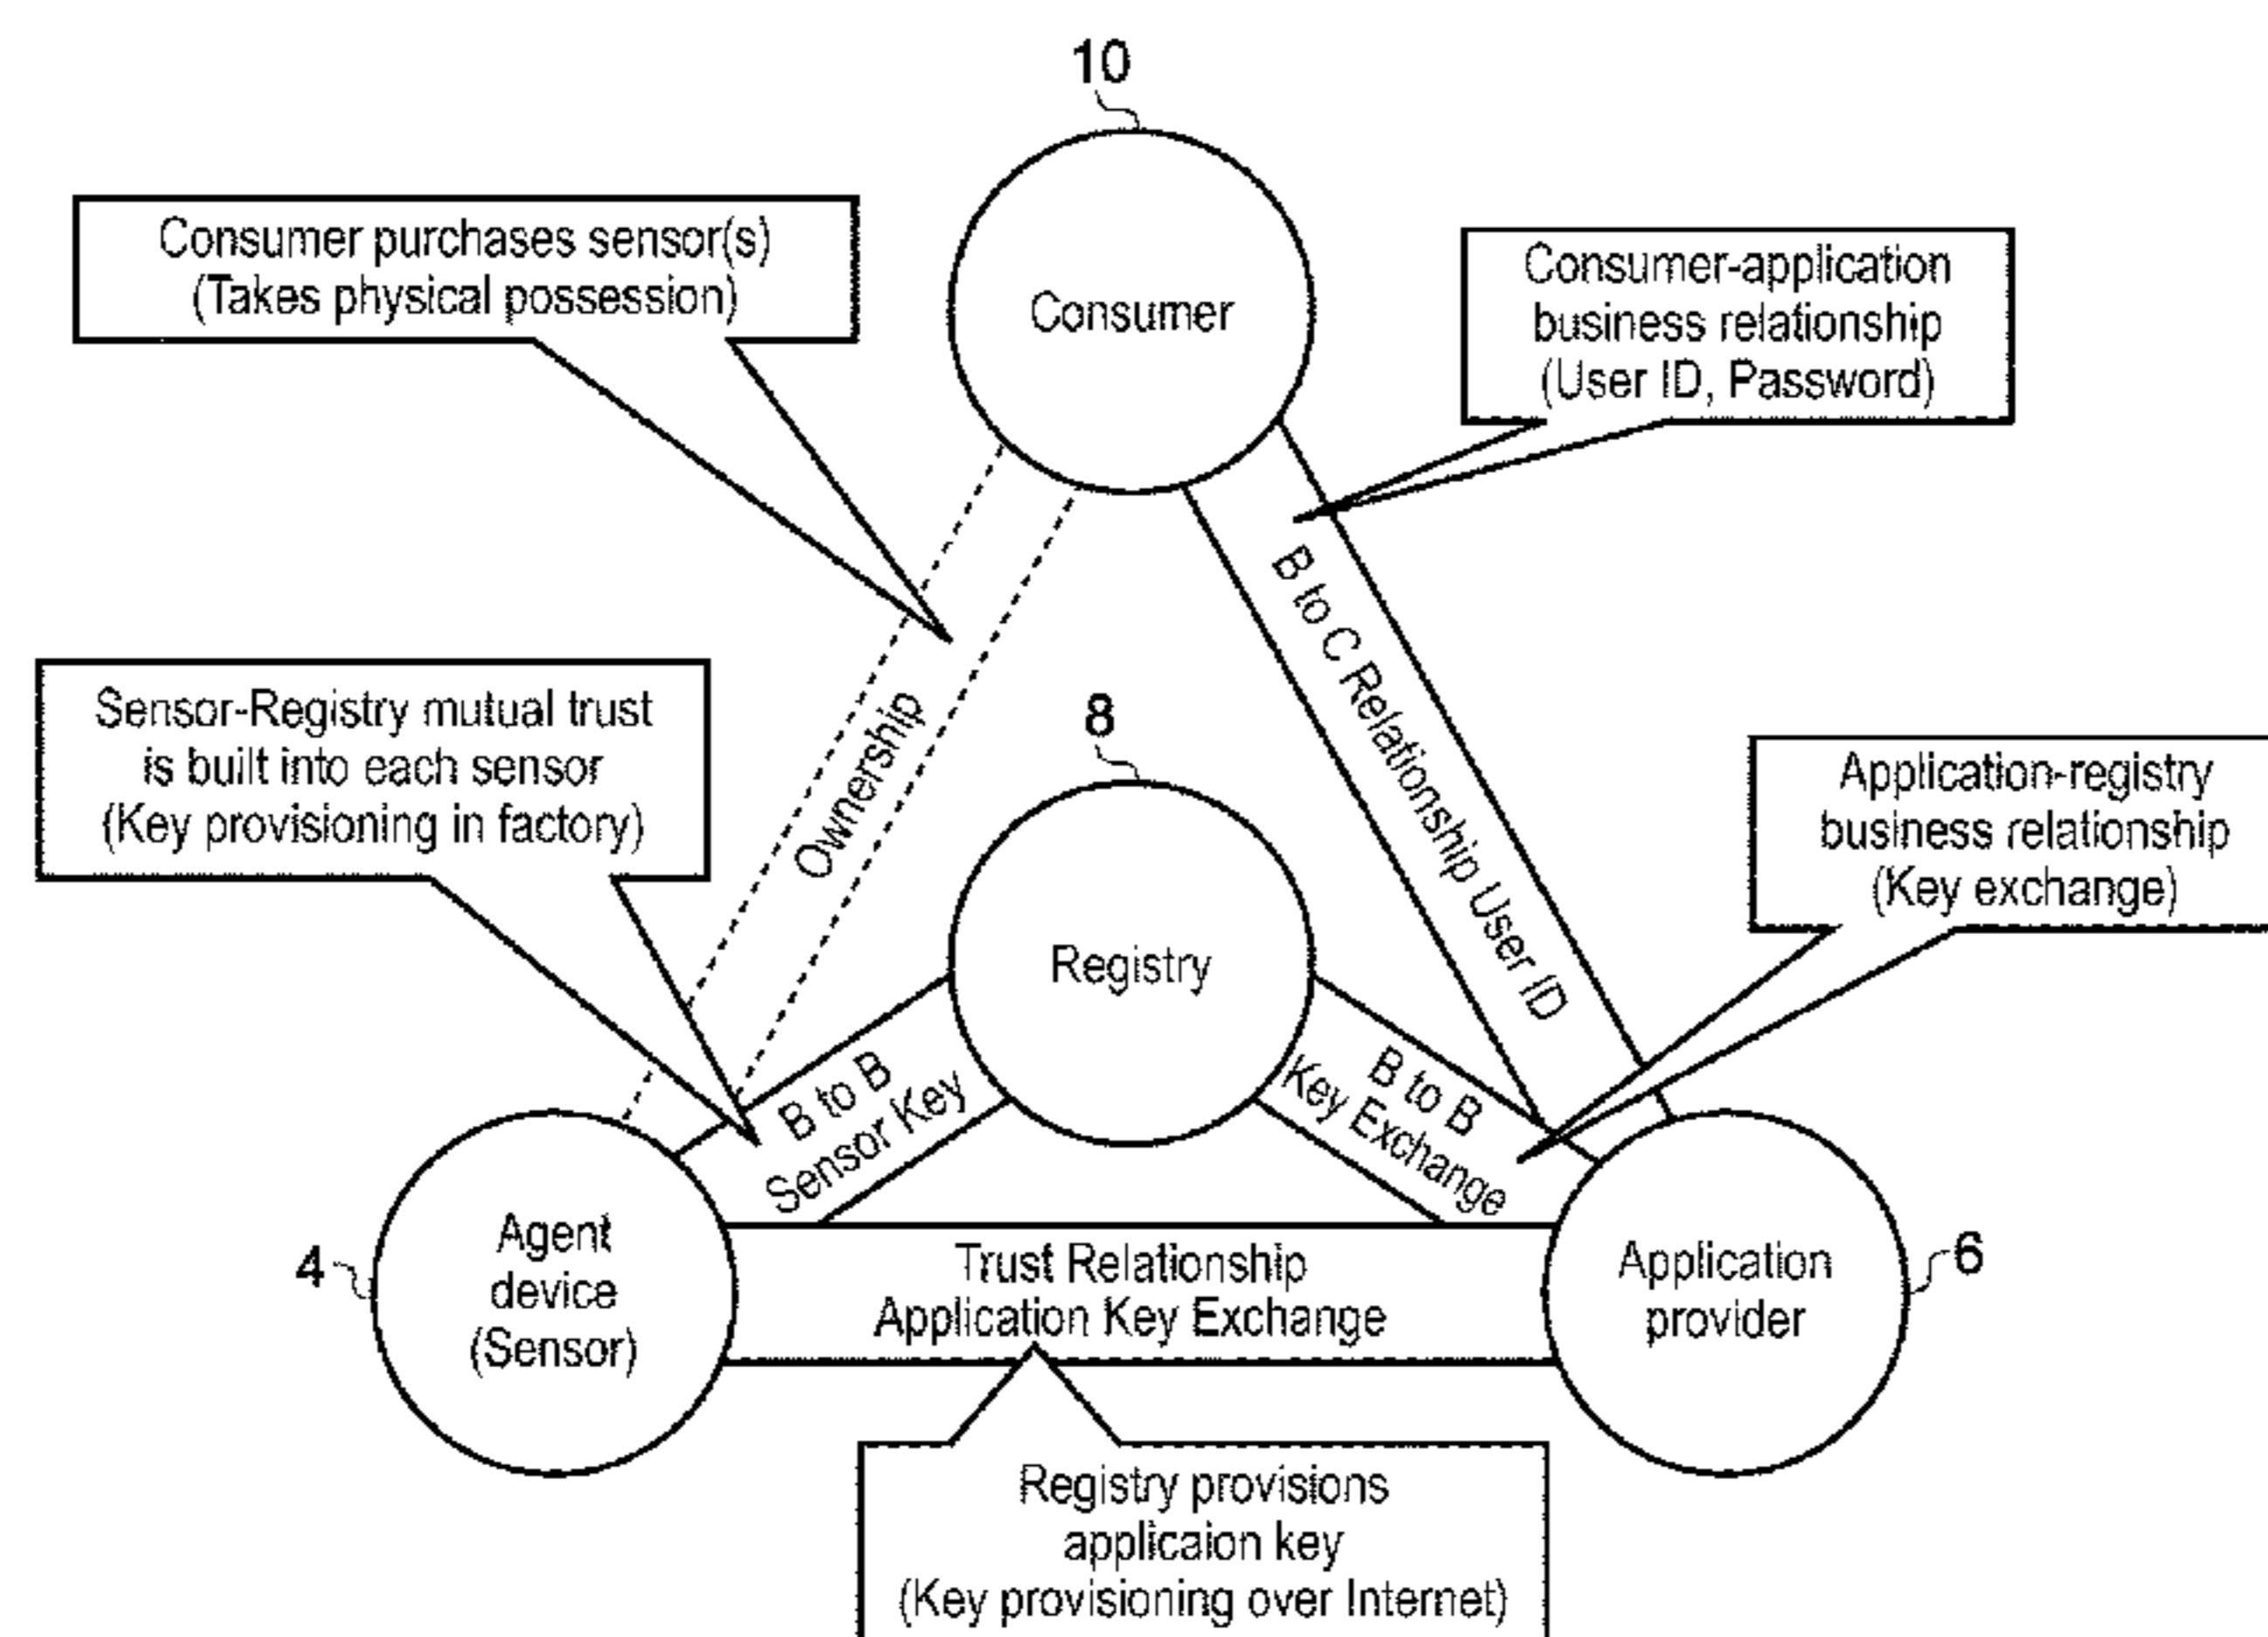 10
Consumer purchases sensor(s)
(Takes physical possession)
Consumer
Consumer-application
business relationship
(User ID, Password)
Ownership
B to C Relationship User ID
Sensor-Registry mutual trust
is built into each sensor
(Key provisioning in factory)
8
Registry
Application-registry
business relationship
(Key exchange)
B to B
Sensor Key
B to B
Key Exchange
4
Agent
device
(Sensor)
Trust Relationship
Application Key Exchange
Application
provider
6
Registry provisions
applicaion key
(Key provisioning over Internet)